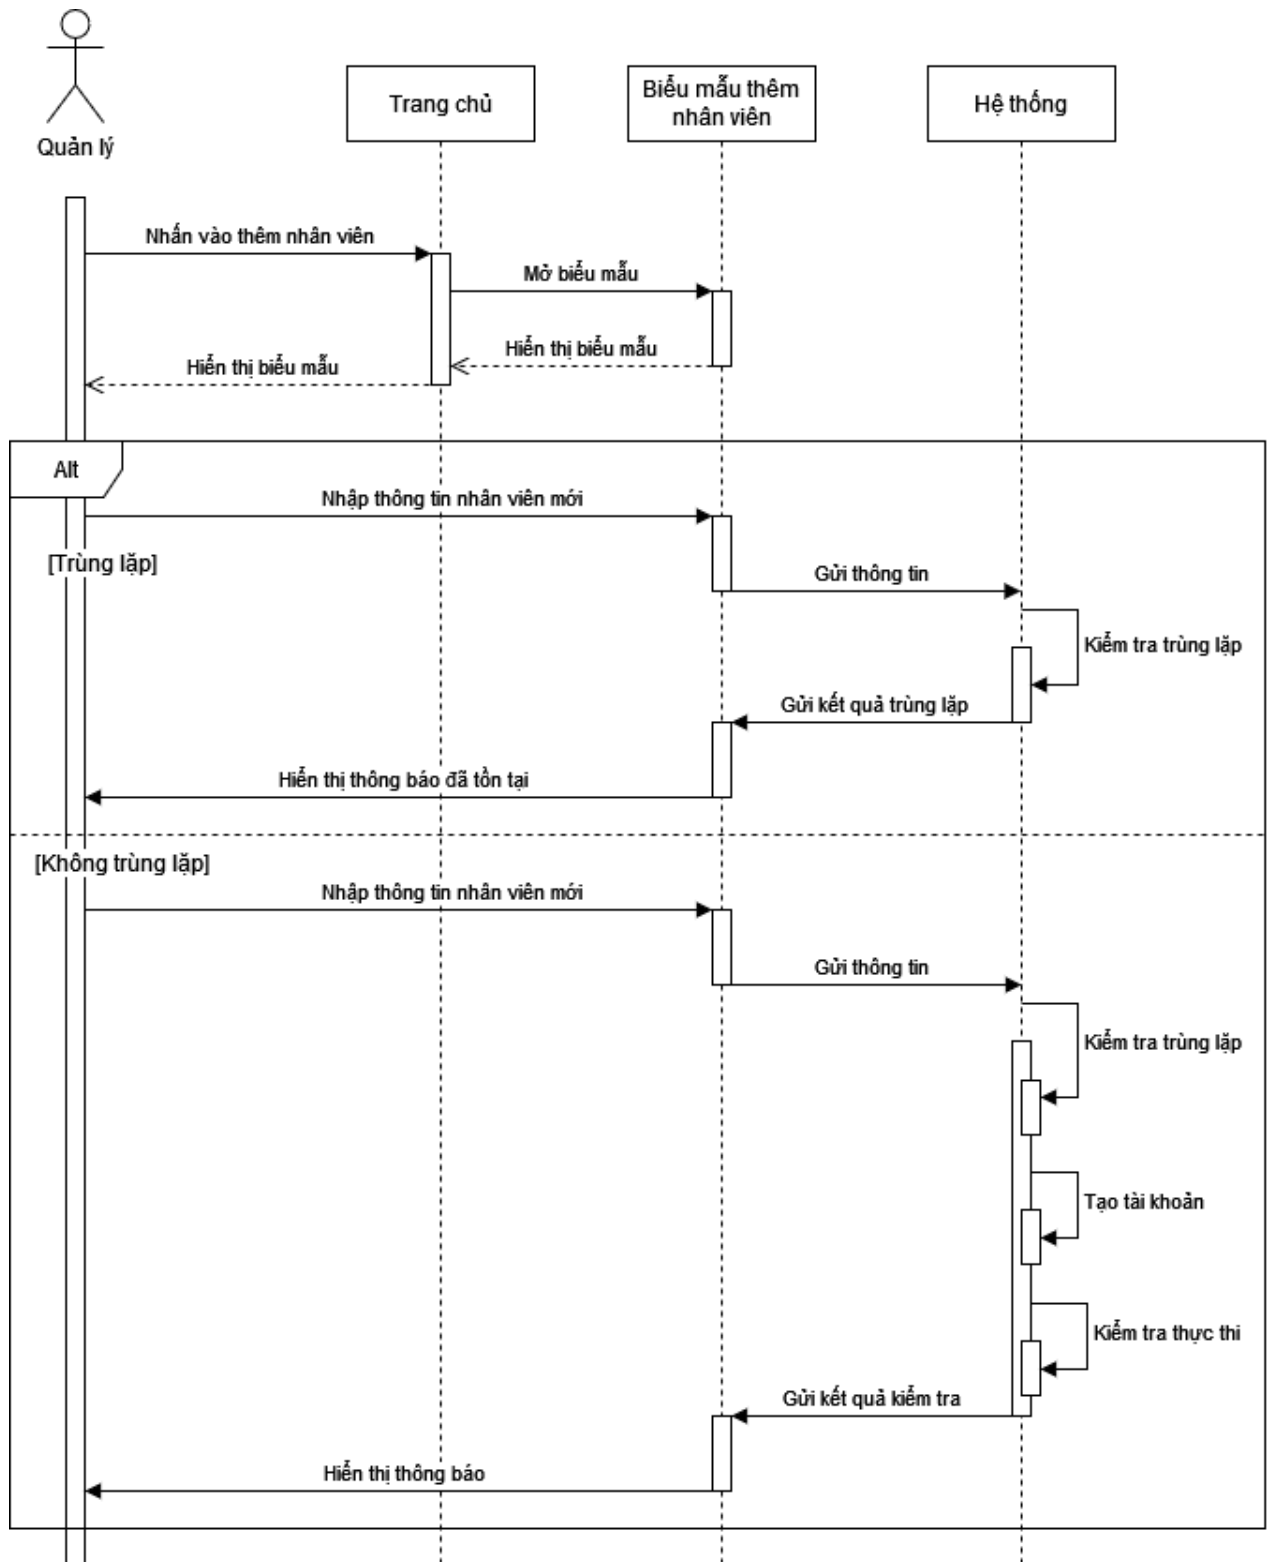 Quản lý
Trang chủ
Biểu mẫu thêm
nhân viên
Hệ thống
Nhấn vào thêm nhân viên
Mở biểu mẫu
Hiển thị biểu mẫu
Hiển thị biểu mẫu
Alt
Nhập thông tin nhân viên mới
[Trùng lặp]
Gửi thông tin
Kiểm tra trùng lặp
Gửi kết quả trùng lặp
Hiển thị thông báo đã tồn tại
[Không trùng lặp]
Nhập thông tin nhân viên mới
Gửi thông tin
Kiểm tra trùng lặp
Tạo tài khoản
Kiểm tra thực thi
Gửi kết quả kiểm tra
Hiển thị thông báo